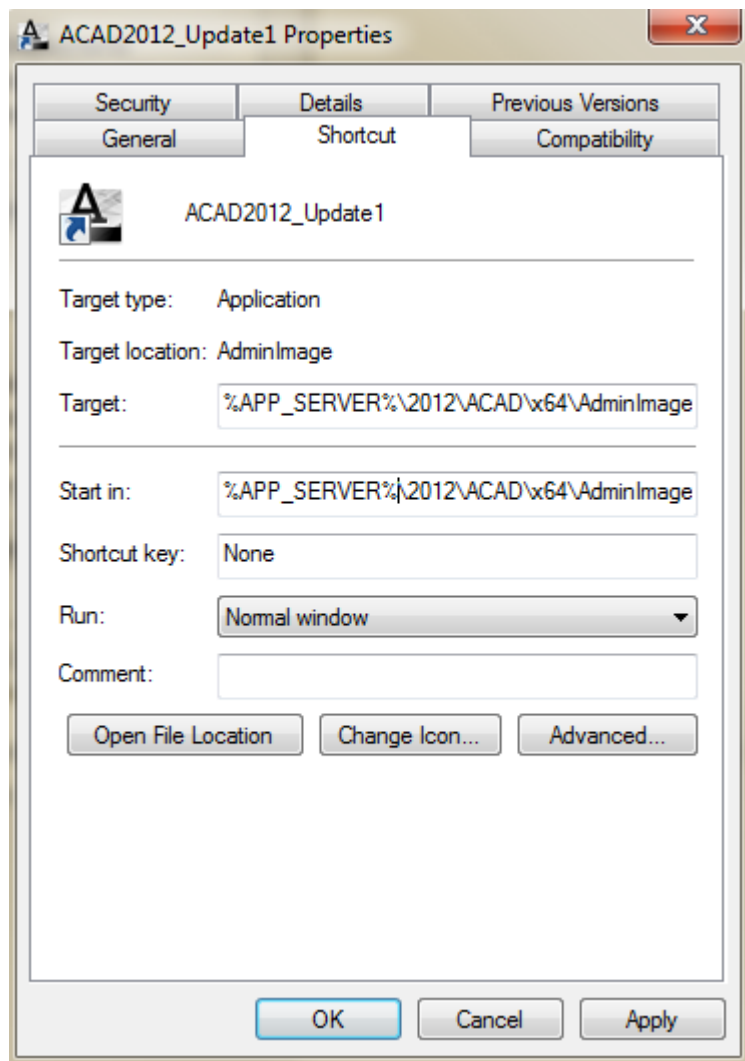 ACAD2012_Update1 Properties
Security Details Previous Versions
General Shortcut Compatibility
ACAD2012_Update1
Target type: Application
Target location: AdminImage
Target: %APP_SERVER%\2012\ACAD\x64\AdminImage
Start in: %APP_SERVER%\2012\ACAD\x64\AdminImage
Shortcut key: None
Run: Normal window
Comment:
Open File Location Change Icon... Advanced...
OK Cancel Apply